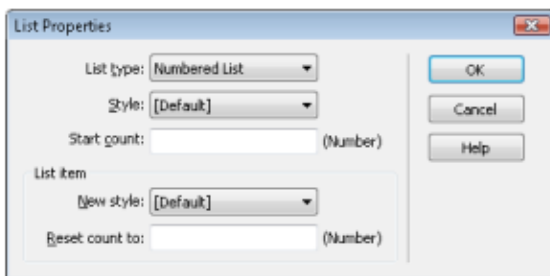 List Properties
List type: Numbered List
OK
Style: [Default]
Cancel
Start count: (Number)
Help
List item
New style: [Default]
Reset count to: (Number)